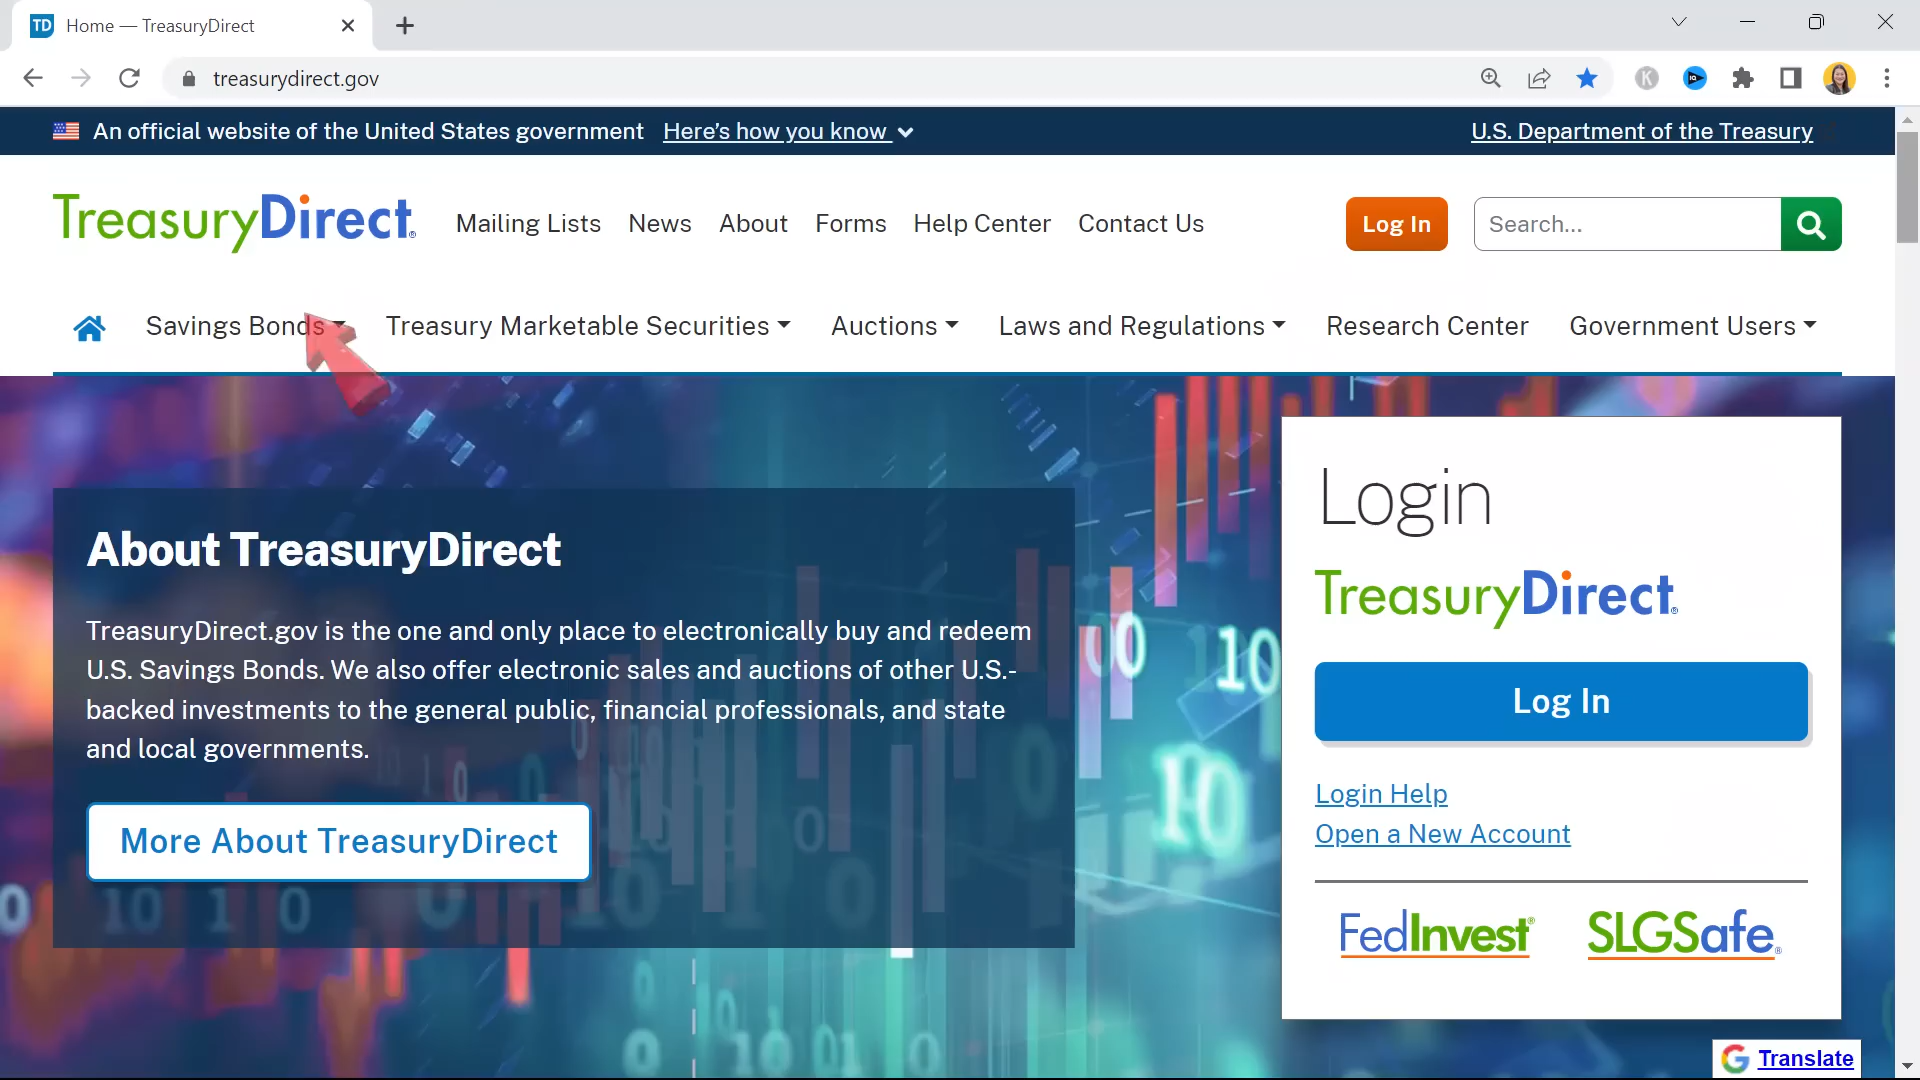 TD Home — TreasuryDirect
treasurydirect.gov
K
An official website of the United States government Here's how you know U.S. Department of the Treasury
TreasuryDirect® Mailing Lists News About Forms Help Center Contact Us Log In Search...
Savings Bonds Treasury Marketable Securities Auctions Laws and Regulations Research Center Government Users
Login
About TreasuryDirect
TreasuryDirect®
TreasuryDirect.gov is the one and only place to electronically buy and redeem
U.S. Savings Bonds. We also offer electronic sales and auctions of other U.S.-
backed investments to the general public, financial professionals, and state
and local governments.
Log In
More About TreasuryDirect
Login Help
Open a New Account
FedInvest® SLGSafe®
Translate